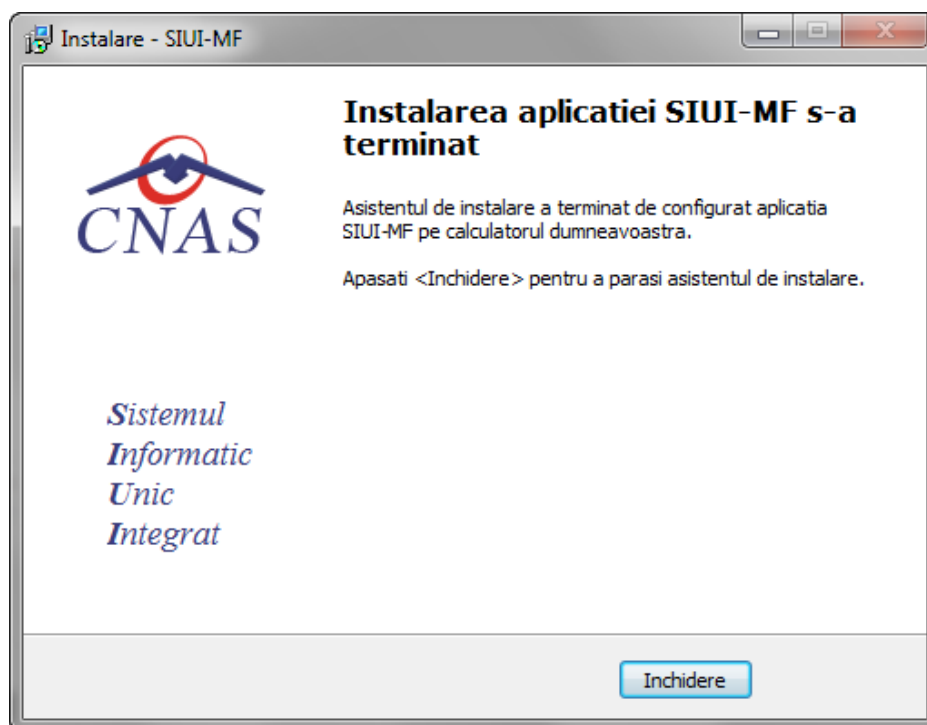 Instalare - SIUI-MF
Instalarea aplicatiei SIUI-MF s-a
terminat
Asistentul de instalare a terminat de configurat aplicatia
SIUI-MF pe calculatorul dumneavoastra.
Apasati <Inchidere> pentru a parasi asistentul de instalare.
CNAS
Sistemul
Informatic
Unic
Integrat
Inchidere